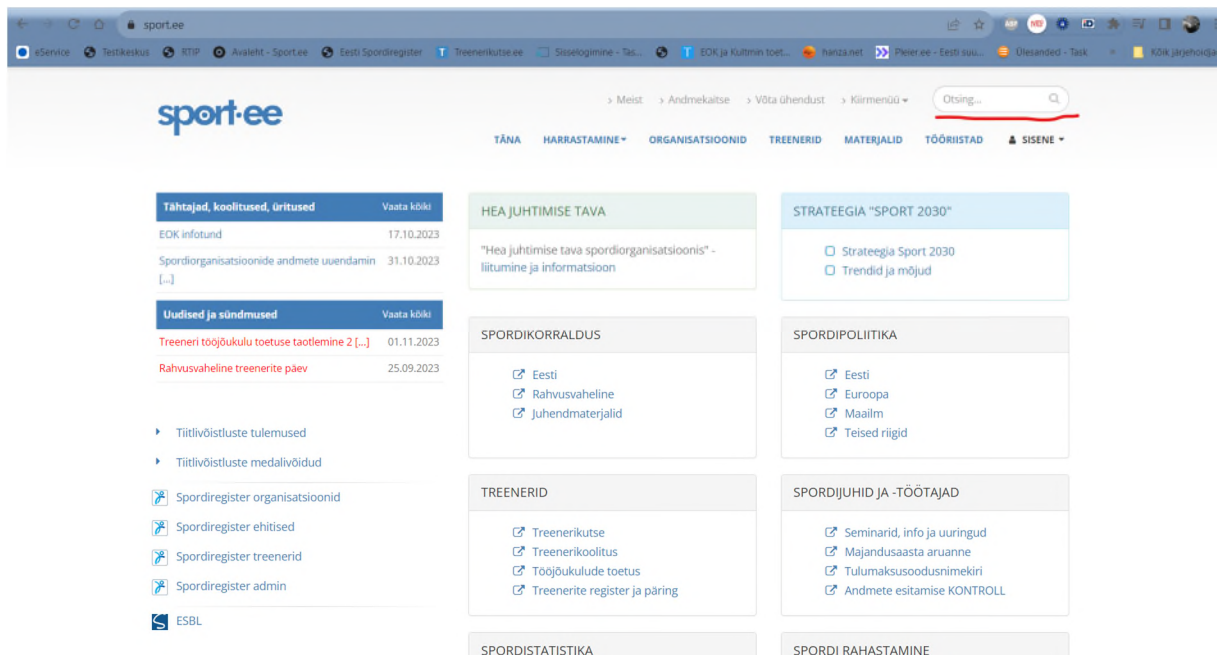 sport.ee
eService Testikeskus RTIP Avaleht - Sport.ee Eesti Spordiregister Treenerikutse.ee Sisselogimine - Tas... EOK ja Kultmin toet... hanza.net Pleier.ee - Eesti suu... Ülesanded - Task » Kõik järjehoidja
sport.ee
> Meist > Andmekaitse > Võta ühendust > Kiirmenüü Otsing...
TÄNA HARRASTAMINE ORGANISATSIOONID TREENERID MATERJALID TÖÖRIISTAD SISENE
Tähtajad, koolitused, üritused Vaata kõiki
EOK infotund 17.10.2023
Spordiorganisatsioonide andmete uuendamin 31.10.2023
[...]
Uudised ja sündmused Vaata kõiki
Treeneri tööjõukulu toetuse taotlemine 2 [...] 01.11.2023
Rahvusvaheline treenerite päev 25.09.2023
Tiitlivõistluste tulemused
Tiitlivõistluste medalivõidud
Spordiregister organisatsioonid
Spordiregister ehitised
Spordiregister treenerid
Spordiregister admin
ESBL
HEA JUHTIMISE TAVA
"Hea juhtimise tava spordiorganisatsioonis" -
liitumine ja informatsioon
STRATEEGIA "SPORT 2030"
Strateegia Sport 2030
Trendid ja mõjud
SPORDIKORRALDUS
Eesti
Rahvusvaheline
Juhendmaterjalid
SPORDIPOLIITIKA
Eesti
Euroopa
Maailm
Teised riigid
TREENERID
Treenerikutse
Treenerikoolitus
Tööjõukulude toetus
Treenerite register ja päring
SPORDIJUHID JA -TÖÖTAJAD
Seminarid, info ja uuringud
Majandusaasta aruanne
Tulumaksusoodusnimekiri
Andmete esitamise KONTROLL
SPORDISTATISTIKA
SPORDI RAHASTAMINE